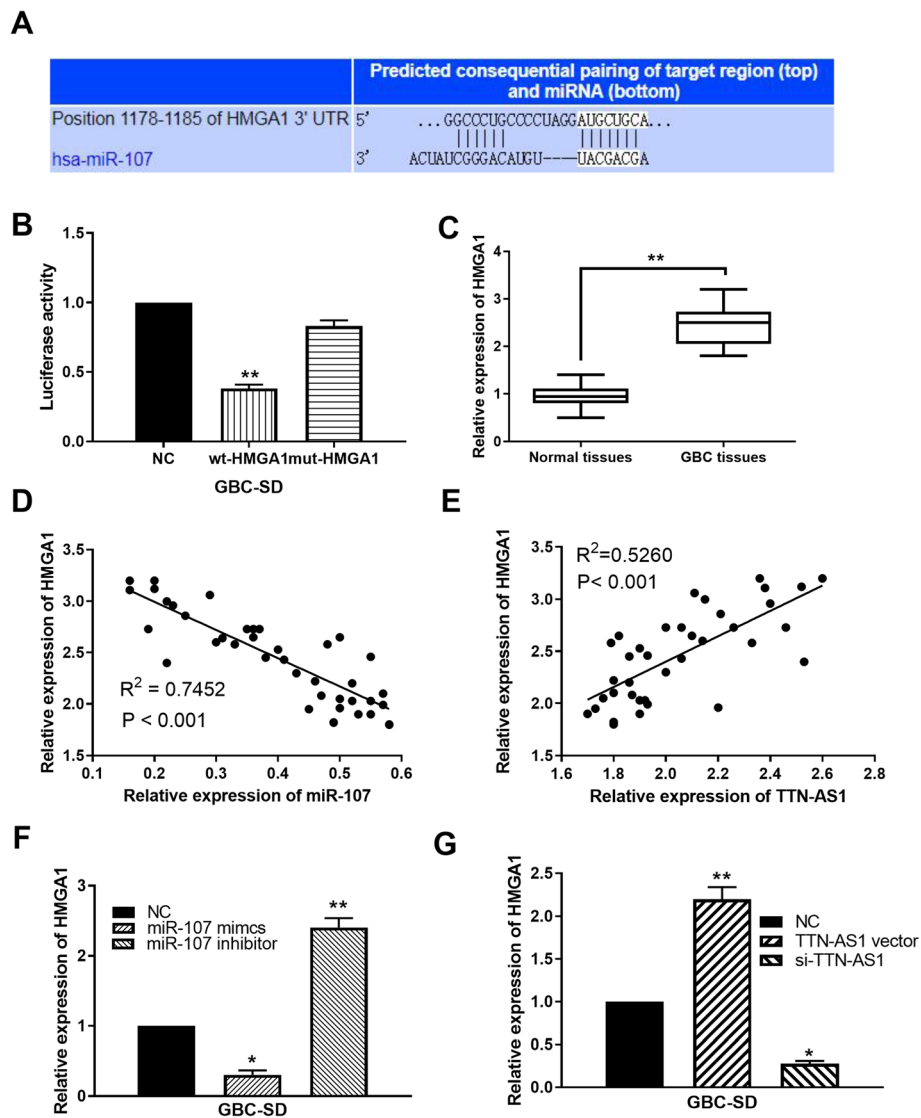 A
Predicted consequential pairing of target region (top)
and miRNA (bottom)
Position 1178-1185 of HMGA1 3' UTR 5' ...GGCCCUGCCCCUAGGAUGCUGCA...
hsa-miR-107 3' ACUAUCGGGACAUGU----UACGACGA
B
Luciferase activity
1.5
1.0
0.5
0.0
**
NC wt-HMGA1 mut-HMGA1
GBC-SD
C
Relative expression of HMGA1
4
3
2
1
0
**
Normal tissues GBC tissues
D
Relative expression of HMGA1
3.5
3.0
2.5
2.0
1.5
R2 = 0.7452
P < 0.001
0.1 0.2 0.3 0.4 0.5 0.6
Relative expression of miR-107
E
Relative expression of HMGA1
3.5
3.0
2.5
2.0
1.5
R2=0.5260
P< 0.001
1.6 1.8 2.0 2.2 2.4 2.6 2.8
Relative expression of TTN-AS1
F
Relative expression of HMGA1
3
2
1
0
NC
miR-107 mimcs
miR-107 inhibitor
*
**
GBC-SD
G
Relative expression of HMGA1
2.5
2.0
1.5
1.0
0.5
0.0
**
*
NC
TTN-AS1 vector
si-TTN-AS1
GBC-SD